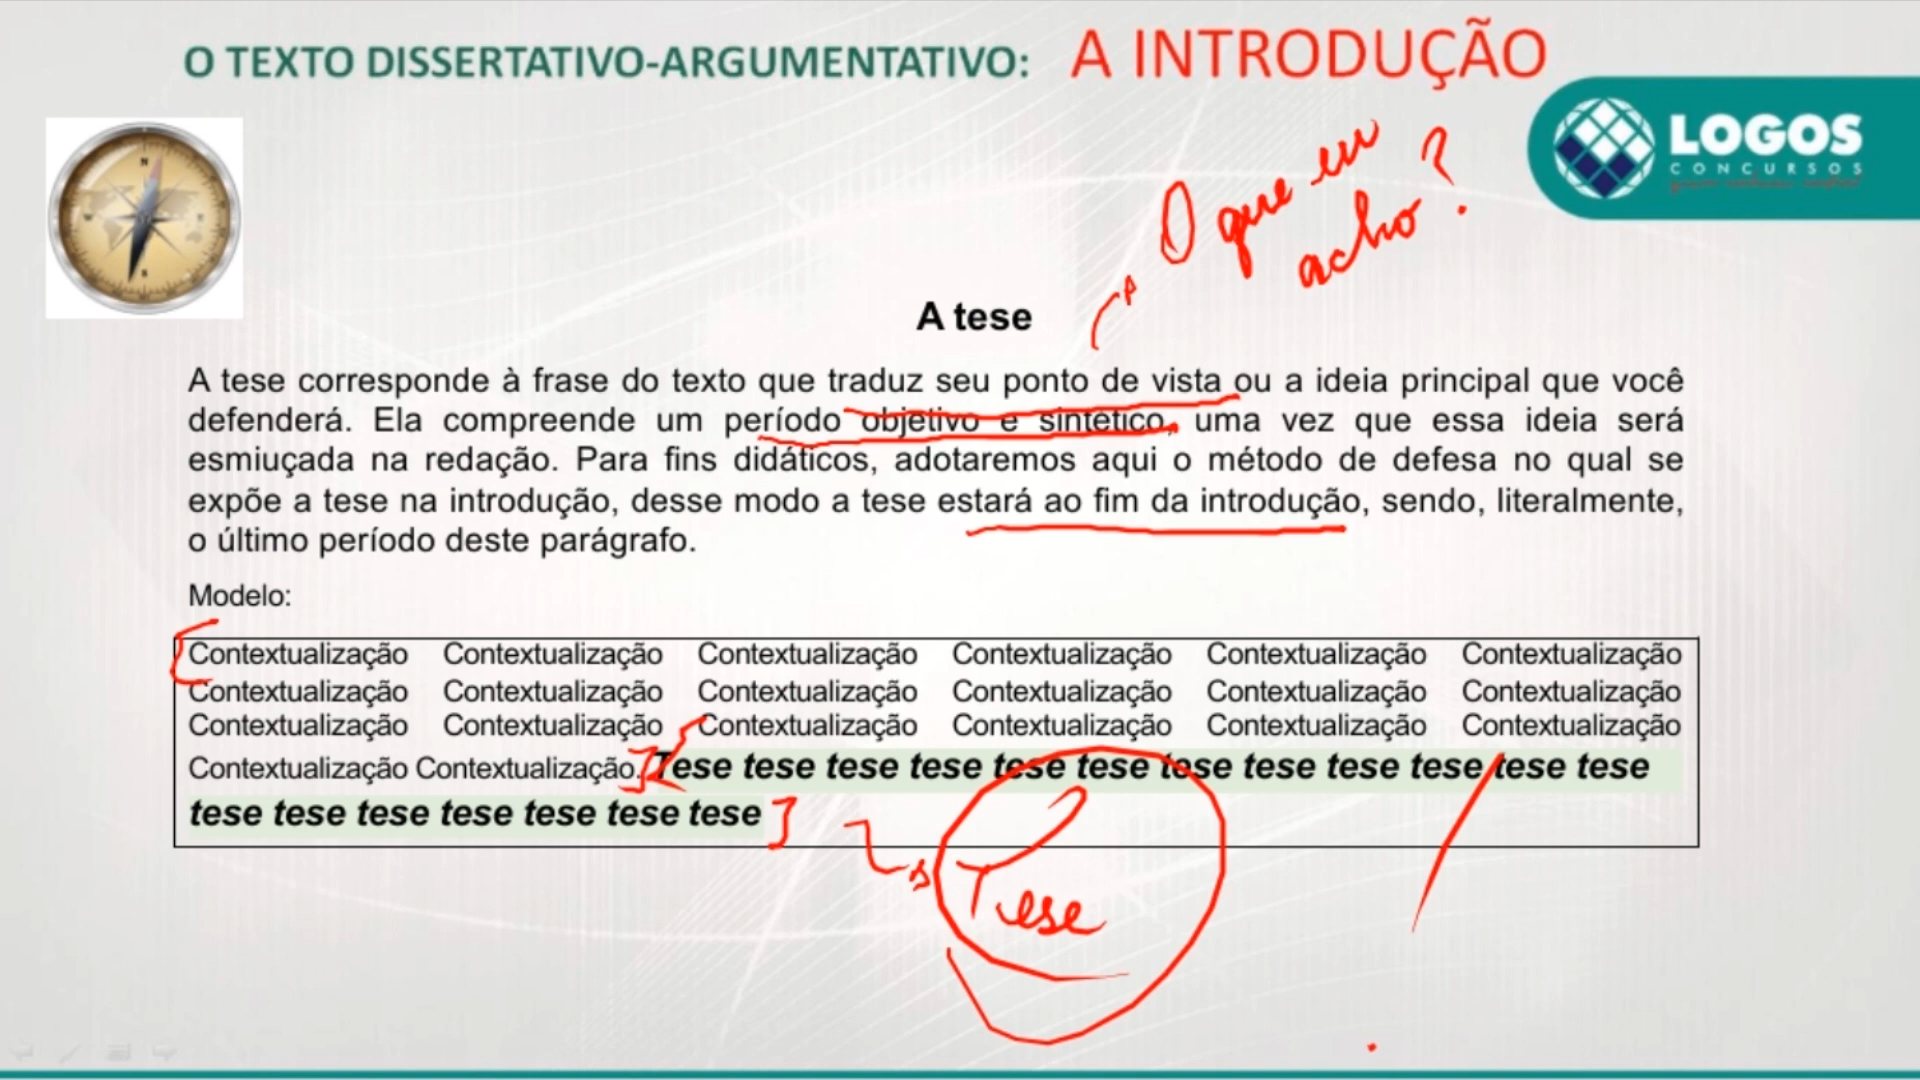 O TEXTO DISSERTATIVO-ARGUMENTATIVO: A INTRODUÇÃO
LOGOS
CONCURSOS
O que eu
acho?
A tese
A tese corresponde à frase do texto que traduz seu ponto de vista ou a ideia principal que você
defenderá. Ela compreende um período objetivo e sintético, uma vez que essa ideia será
esmiuçada na redação. Para fins didáticos, adotaremos aqui o método de defesa no qual se
expõe a tese na introdução, desse modo a tese estará ao fim da introdução, sendo, literalmente,
o último período deste parágrafo.
Modelo:
Contextualização Contextualização Contextualização Contextualização Contextualização Contextualização
Contextualização Contextualização Contextualização Contextualização Contextualização Contextualização
Contextualização Contextualização Contextualização Contextualização Contextualização Contextualização
Contextualização Contextualização. Tese tese tese tese tese tese tese tese tese tese tese tese
tese tese tese tese tese tese tese
Tese